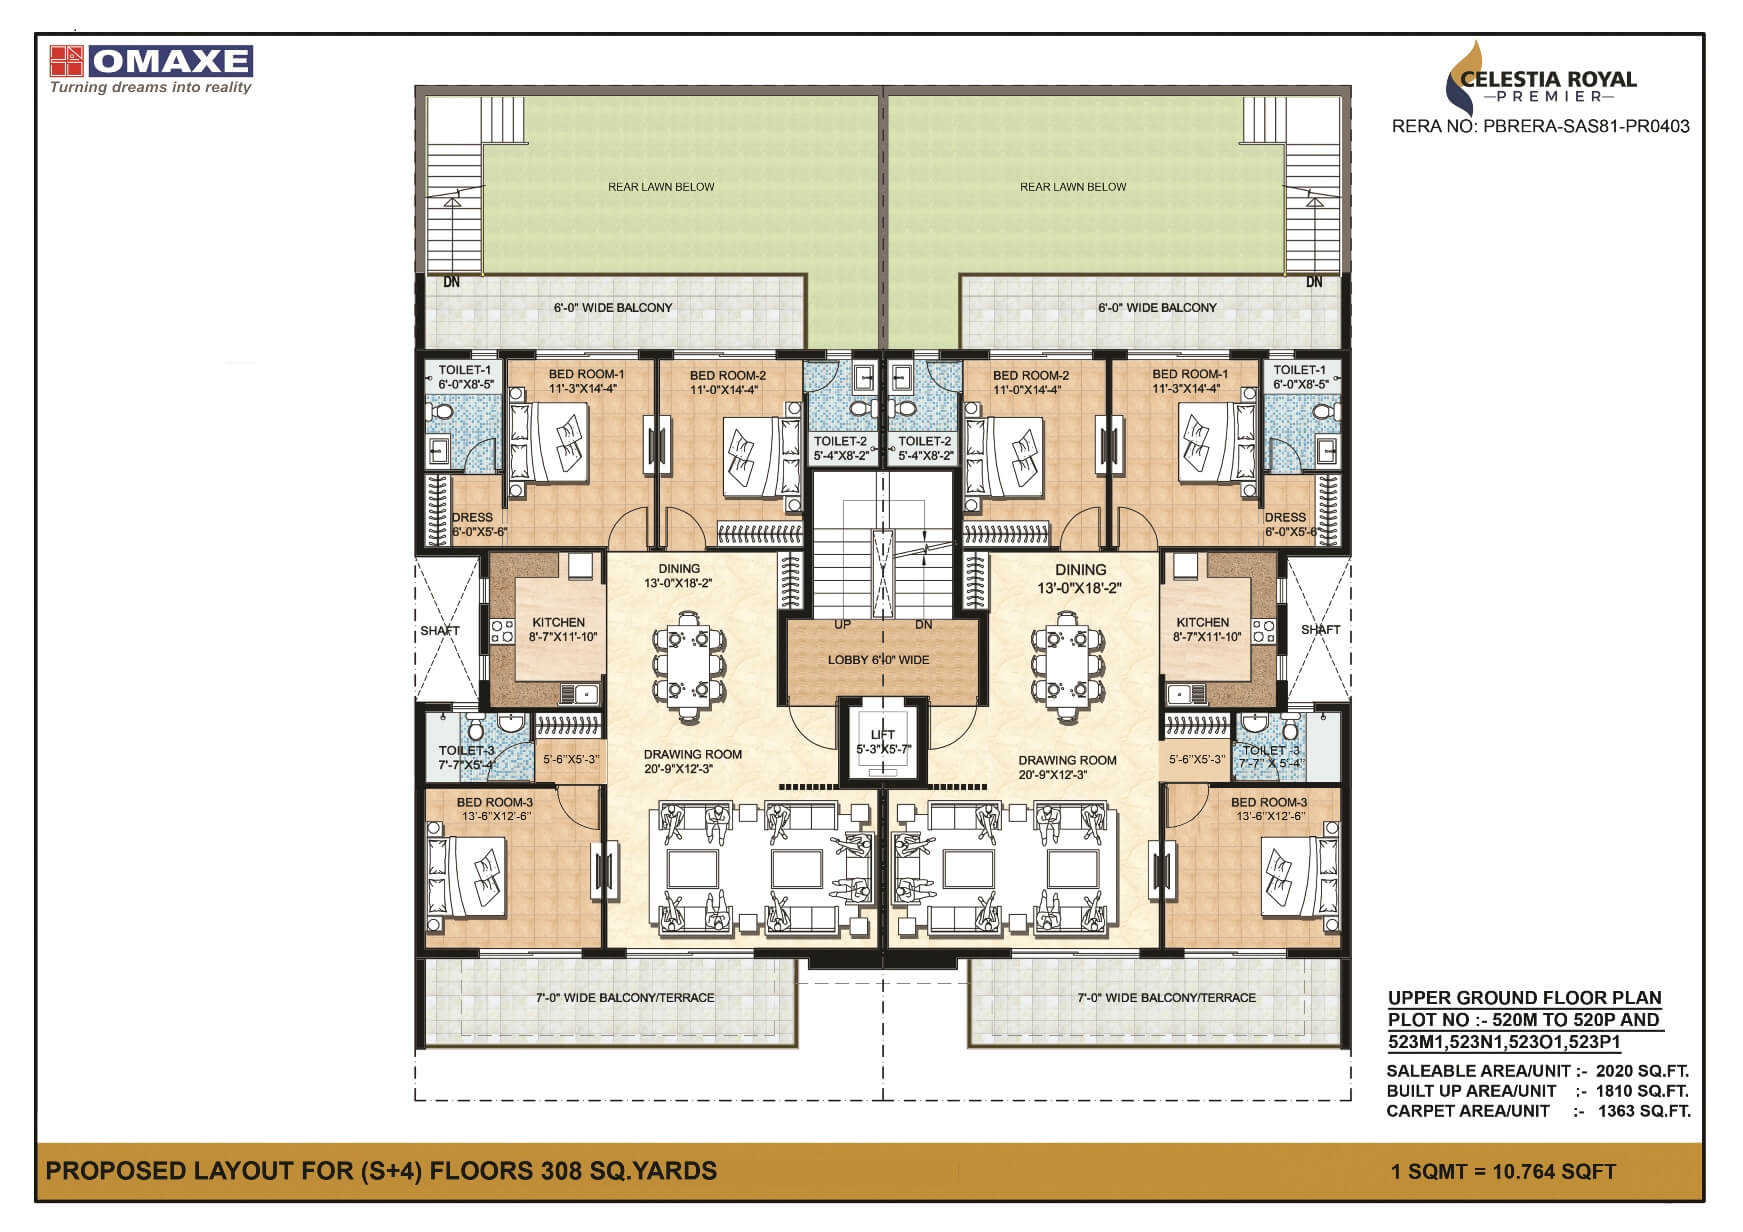 OMAXE
Turning dreams into reality
CELESTIA ROYAL
PREMIER
RERA NO: PBRERA-SAS81-PR0403
REAR LAWN BELOW
REAR LAWN BELOW
DN
DN
6'-0" WIDE BALCONY
6'-0" WIDE BALCONY
TOILET-1
6'-0"X8'-5"
BED ROOM-1
11'-3"X14'-4"
BED ROOM-2
11'-0"X14'-4"
BED ROOM-2
11'-0"X14'-4"
BED ROOM-1
11'-3"X14'-4"
TOILET-1
6'-0"X8'-5"
TOILET-2
5'-4"X8'-2"
TOILET-2
5'-4"X8'-2"
DRESS
6'-0"X5'-6"
DRESS
6'-0"X5'-6
DINING
13'-0"X18'-2"
DINING
13'-0"X18'-2"
SHAFT
KITCHEN
8'-7"X11'-10"
UP
DN
KITCHEN
8'-7"X11'-10"
SHAFT
LOBBY 6'-0" WIDE
TOILET-3
7'-7"X5'-4"
5'-6"X5'-3"
DRAWING ROOM
20'-9"X12'-3"
LIFT
5'-3"X5'-7"
DRAWING ROOM
20'-9"X12'-3"
5'-6"X5'-3"
TOILET -3
7'-7" X 5'-4"
BED ROOM-3
13'-6"X12'-6"
BED ROOM-3
13'-6"X12'-6"
7'-0" WIDE BALCONY/TERRACE
7'-0" WIDE BALCONY/TERRACE
UPPER GROUND FLOOR PLAN
PLOT NO :- 520M TO 520P AND
523M1,523N1,523O1,523P1
SALEABLE AREA/UNIT :- 2020 SQ.FT.
BUILT UP AREA/UNIT :- 1810 SQ.FT.
CARPET AREA/UNIT :- 1363 SQ.FT.
PROPOSED LAYOUT FOR (S+4) FLOORS 308 SQ.YARDS
1 SQMT = 10.764 SQFT